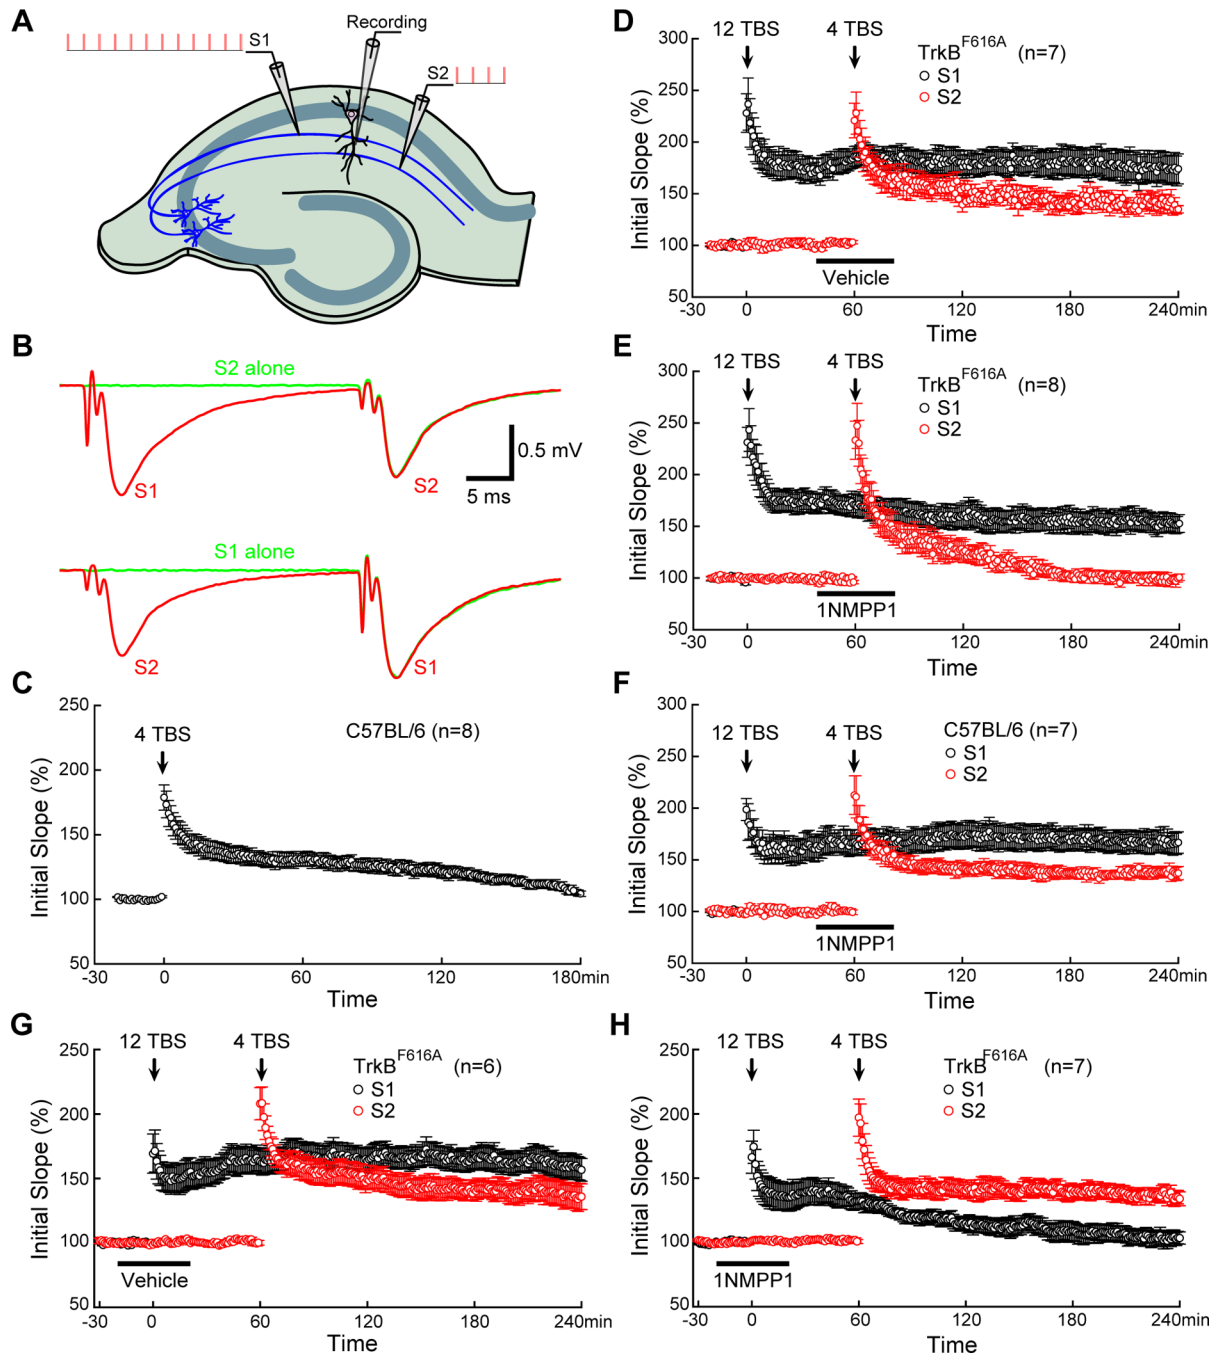 A
S1
Recording
S2
B
S2 alone
S1
S2
0.5 mV
5 ms
S1 alone
S2
S1
C
250
200
150
100
50
Initial Slope (%)
4 TBS
C57BL/6 (n=8)
-30
0
60
120
180min
Time
D
12 TBS
4 TBS
TrkB^F616A (n=7)
S1
S2
300
250
200
150
100
50
Initial Slope (%)
Vehicle
-30
0
60
120
180
240min
Time
E
12 TBS
4 TBS
TrkB^F616A (n=8)
S1
S2
300
250
200
150
100
50
Initial Slope (%)
1NMPP1
-30
0
60
120
180
240min
Time
F
12 TBS
4 TBS
C57BL/6 (n=7)
S1
S2
300
250
200
150
100
50
Initial Slope (%)
1NMPP1
-30
0
60
120
180
240min
Time
G
12 TBS
4 TBS
TrkB^F616A (n=6)
S1
S2
250
200
150
100
50
Initial Slope (%)
Vehicle
-30
0
60
120
180
240min
Time
H
12 TBS
4 TBS
TrkB^F616A (n=7)
S1
S2
250
200
150
100
50
Initial Slope (%)
1NMPP1
-30
0
60
120
180
240min
Time